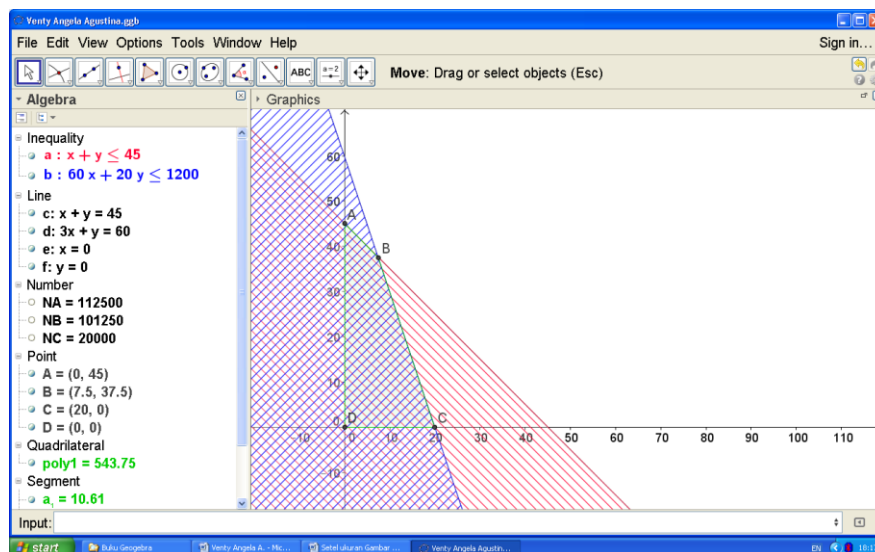 Venty Angela Agustina.ggb
File Edit View Options Tools Window Help
Sign in...
ABC
a=2
Move: Drag or select objects (Esc)
Algebra
Graphics
Inequality
a : x + y ≤ 45
b : 60 x + 20 y ≤ 1200
Line
c: x + y = 45
d: 3x + y = 60
e: x = 0
f: y = 0
Number
NA = 112500
NB = 101250
NC = 20000
Point
A = (0, 45)
B = (7.5, 37.5)
C = (20, 0)
D = (0, 0)
Quadrilateral
poly1 = 543.75
Segment
a₁ = 10.61
60
50
A
40
B
30
20
10
0
D
C
-10
0
10
20
30
40
50
60
70
80
90
100
110
-10
Input:
start
Buku Geogebra
Venty Angela A. - Mic...
Setel ukuran Gambar ...
Venty Angela Agustin...
EN